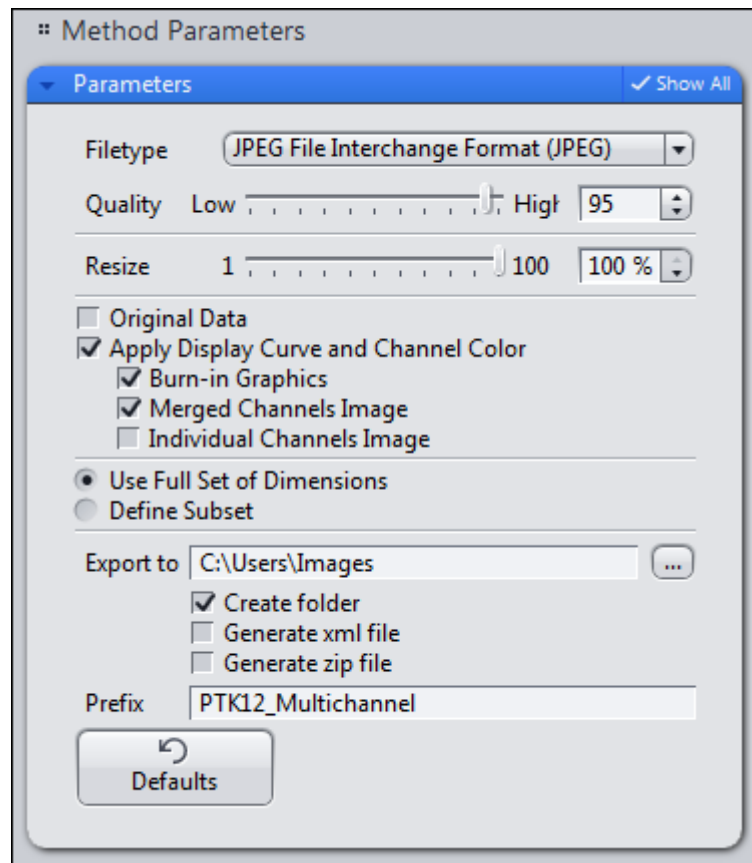 Method Parameters
Parameters Show All
Filetype JPEG File Interchange Format (JPEG)
Quality Low High 95
Resize 1 100 100 %
Original Data
Apply Display Curve and Channel Color
Burn-in Graphics
Merged Channels Image
Individual Channels Image
Use Full Set of Dimensions
Define Subset
Export to C:\Users\Images ...
Create folder
Generate xml file
Generate zip file
Prefix PTK12_Multichannel
Defaults